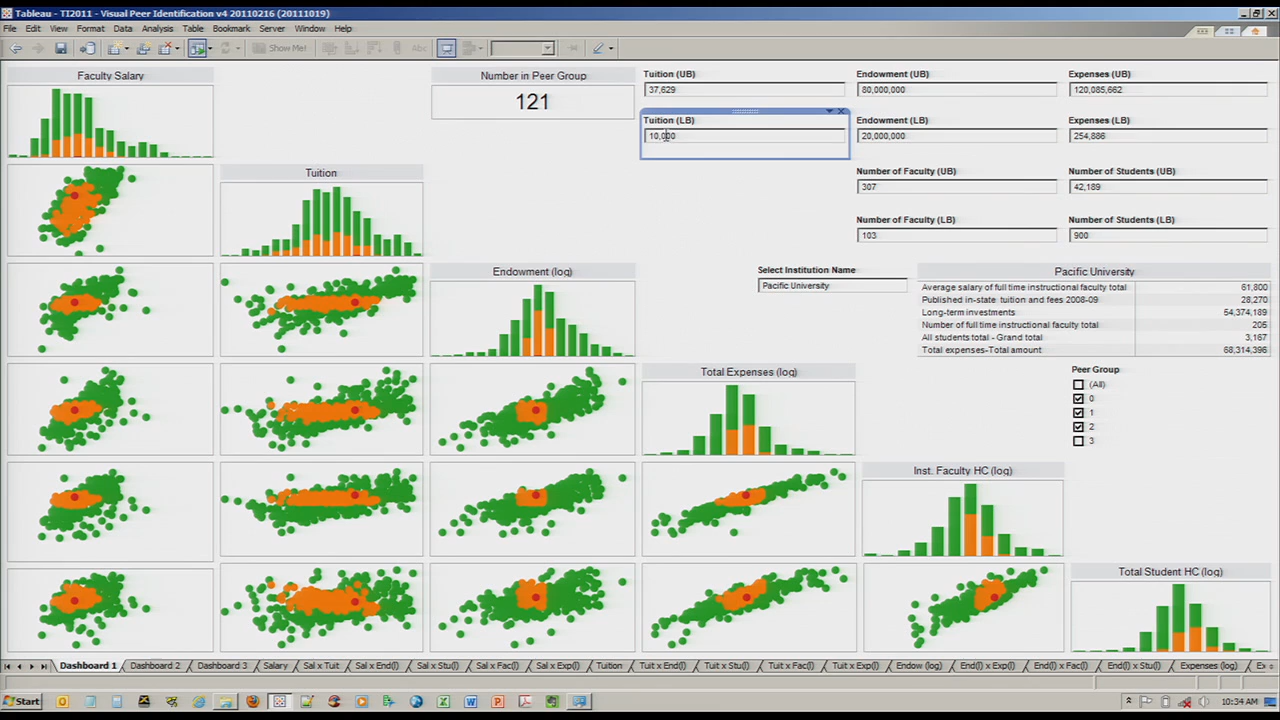 Tableau - TI2011 - Visual Peer Identification v4 20110216 (20111019)
File Edit View Format Data Analysis Table Bookmark Server Window Help
Show Me!
Abc
Faculty Salary
Number in Peer Group
121
Tuition (UB)
37,629
Endowment (UB)
80,000,000
Expenses (UB)
120,085,662
Tuition (LB)
10,000
Endowment (LB)
20,000,000
Expenses (LB)
254,886
Tuition
Number of Faculty (UB)
307
Number of Students (UB)
42,189
Number of Faculty (LB)
103
Number of Students (LB)
900
Endowment (log)
Select Institution Name
Pacific University
Pacific University
Average salary of full time instructional faculty total 61,800
Published in-state tuition and fees 2008-09 28,270
Long-term investments 54,374,189
Number of full time instructional faculty total 205
All students total - Grand total 3,167
Total expenses-Total amount 68,314,396
Total Expenses (log)
Peer Group
(All)
0
1
2
3
Inst. Faculty HC (log)
Total Student HC (log)
Dashboard 1 Dashboard 2 Dashboard 3 Salary Sal x Tuit Sal x End(l) Sal x Stu(l) Sal x Fac(l) Sal x Exp(l) Tuition Tuit x End(l) Tuit x Stu(l) Tuit x Fac(l) Tuit x Exp(l) Endow (log) End(l) x Exp(l) End(l) x Fac(l) End(l) x Stu(l) Expenses (log)
Start
10:34 AM